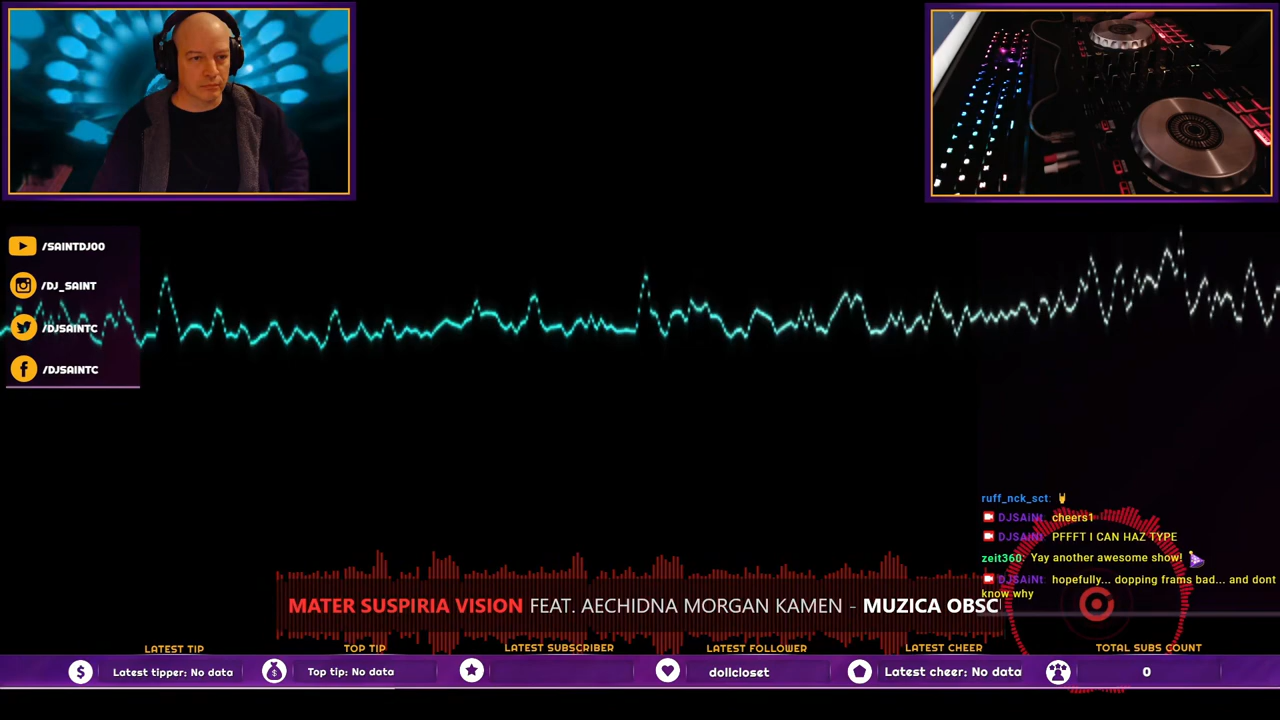 /SAINTDJ00
/DJ_SAINT
/DJSAINTC
/DJSAINTC
ruff_nck_sct:
DJSAiNt: cheers1
DJSAiNt: PFFFT I CAN HAZ TYPE
zeit360: Yay another awesome show!
DJSAiNt: hopefully... dopping frams bad... and dont
know why
MATER SUSPIRIA VISION FEAT. AECHIDNA MORGAN KAMEN - MUZICA OBSC
LATEST TIP
TOP TIP
LATEST SUBSCRIBER
LATEST FOLLOWER
LATEST CHEER
TOTAL SUBS COUNT
Latest tipper: No data
Top tip: No data
dollcloset
Latest cheer: No data
0